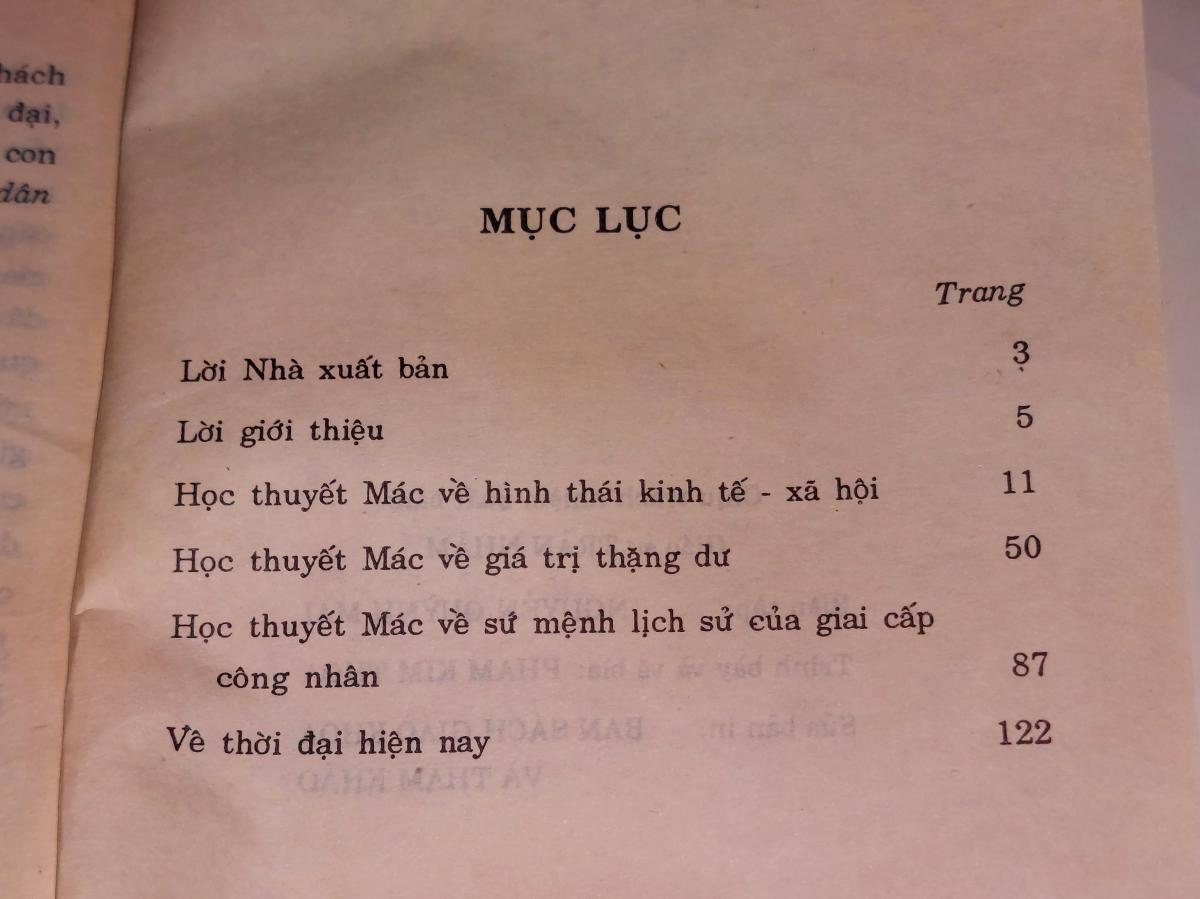 hách
đại,
con
dân
MỤC LỤC
Trang
Lời Nhà xuất bản 3
Lời giới thiệu 5
Học thuyết Mác về hình thái kinh tế - xã hội 11
Học thuyết Mác về giá trị thặng dư 50
Học thuyết Mác về sứ mệnh lịch sử của giai cấp
công nhân 87
Về thời đại hiện nay 122